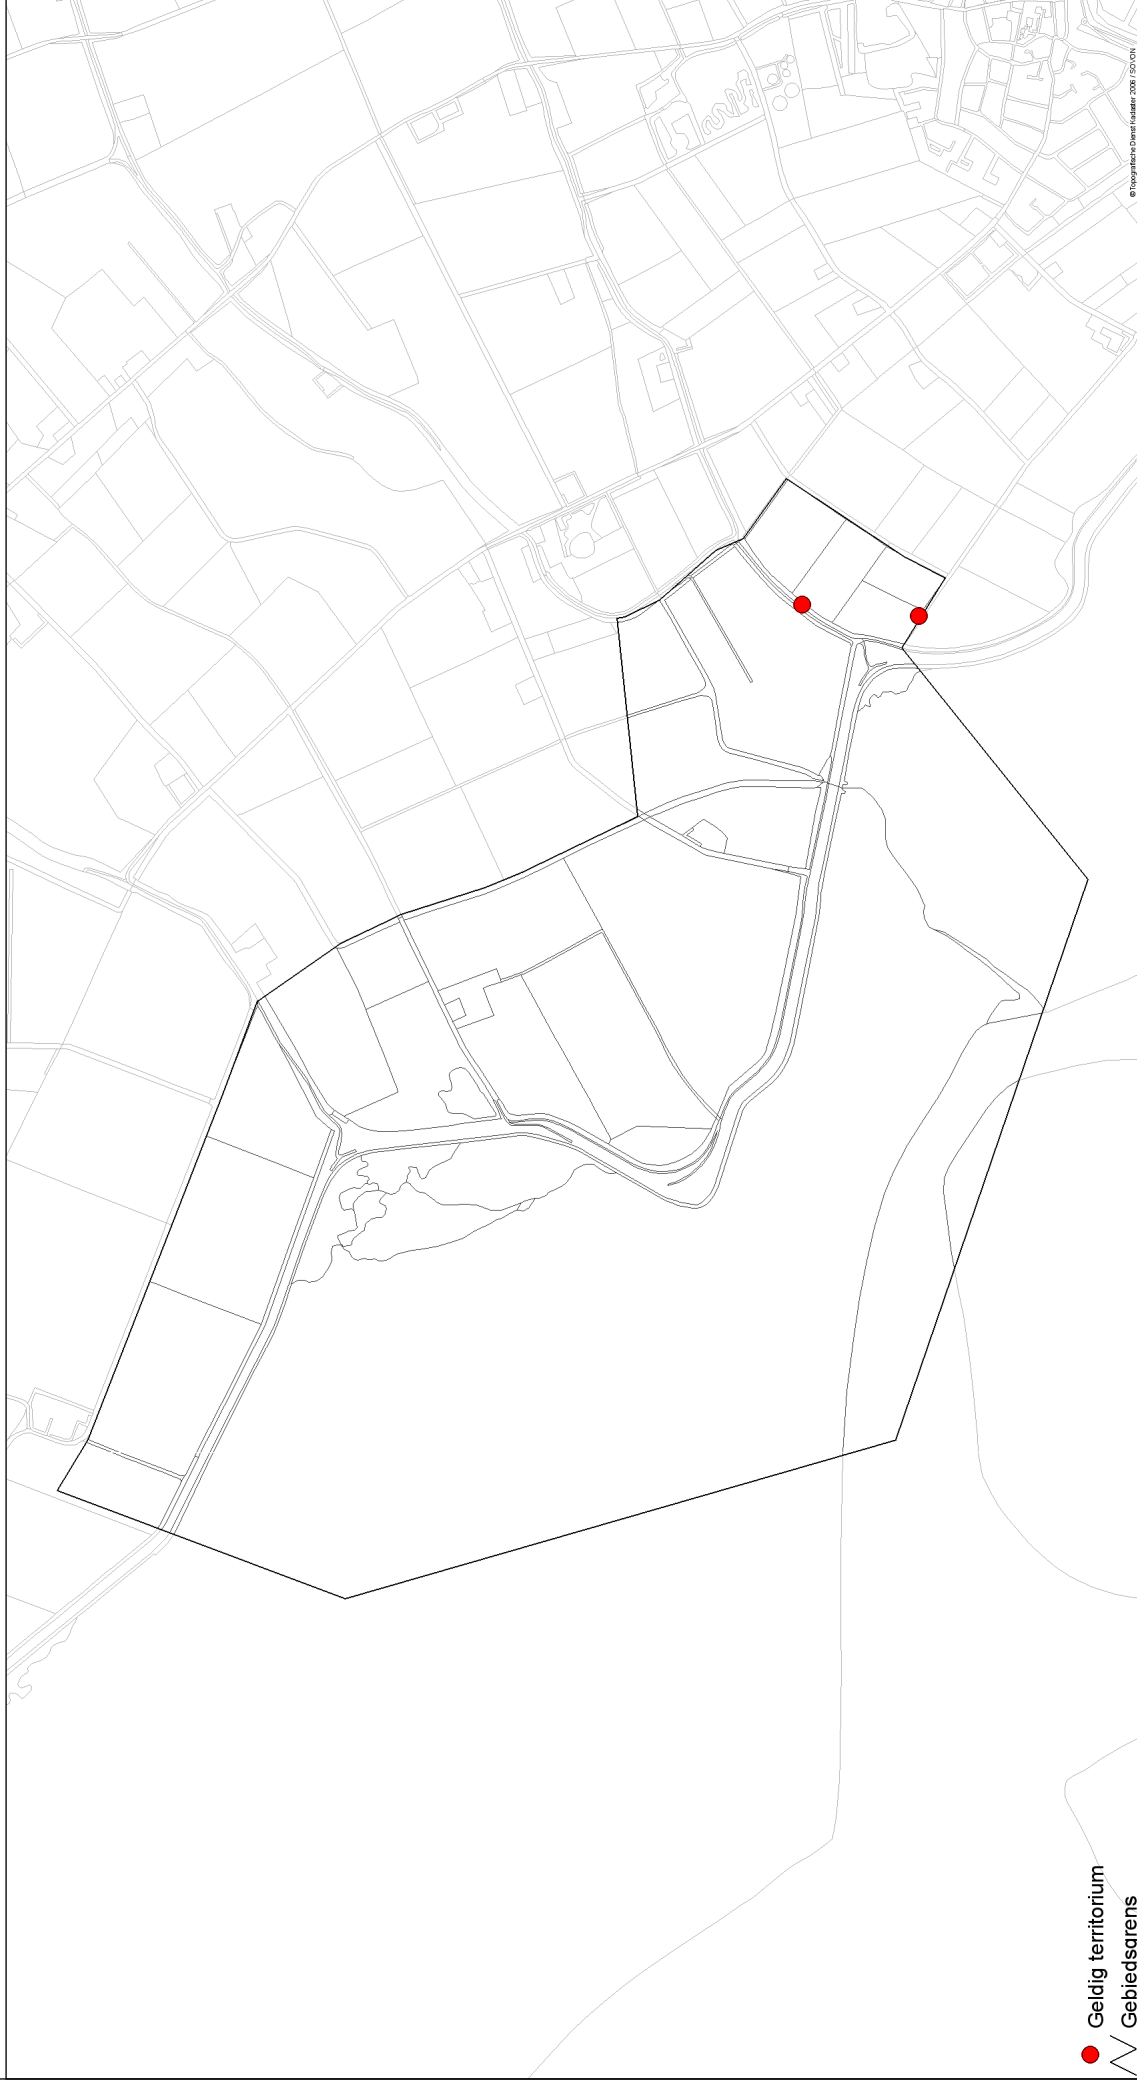 © Topografische Dienst Kadaster 2006 / SOVON
Geldig territorium
Gebiedsgrens